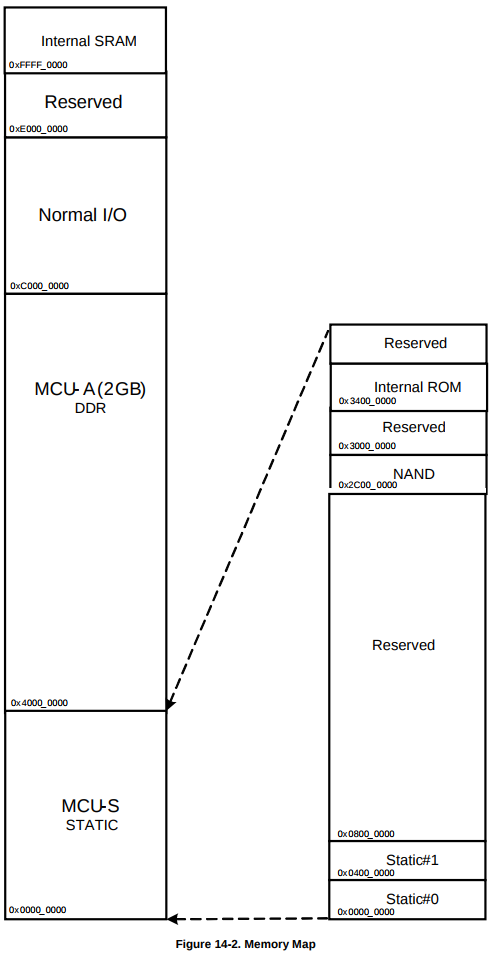 Internal SRAM
0xFFFF_0000
Reserved
0xE000_0000
Normal I/O
0xC000_0000
MCU-A(2GB)
DDR
0x4000_0000
MCU-S
STATIC
0x0000_0000
Reserved
Internal ROM
0x3400_0000
Reserved
0x3000_0000
NAND
0x2C00_0000
Reserved
0x0800_0000
Static#1
0x0400_0000
Static#0
0x0000_0000
Figure 14-2. Memory Map